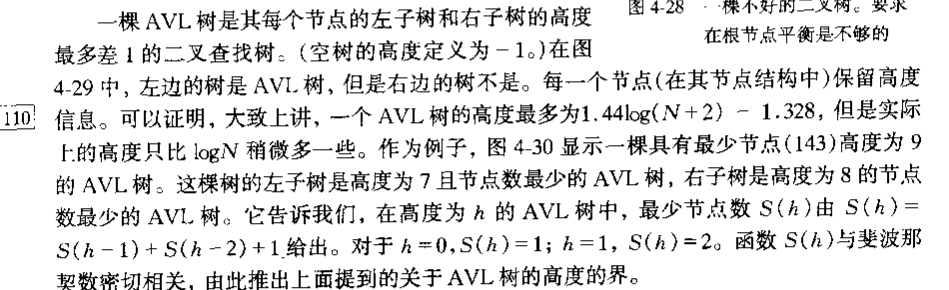 图 4-28 一棵不好的二叉树。要求
在根节点平衡是不够的
一棵 AVL 树是其每个节点的左子树和右子树的高度
最多差 1 的二叉查找树。(空树的高度定义为 -1。)在图
4-29 中，左边的树是 AVL 树，但是右边的树不是。每一个节点(在其节点结构中)保留高度
110
信息。可以证明，大致上讲，一个 AVL 树的高度最多为1.44log(N+2) - 1.328，但是实际
上的高度只比 logN 稍微多一些。作为例子，图 4-30 显示一棵具有最少节点(143)高度为 9
的 AVL 树。这棵树的左子树是高度为 7 且节点数最少的 AVL 树，右子树是高度为 8 的节点
数最少的 AVL 树。它告诉我们，在高度为 h 的 AVL 树中，最少节点数 S(h)由 S(h)=
S(h-1)+S(h-2)+1给出。对于 h=0,S(h)=1; h=1, S(h)=2。函数 S(h)与斐波那
契数密切相关，由此推出上面提到的关于 AVL 树的高度的界。